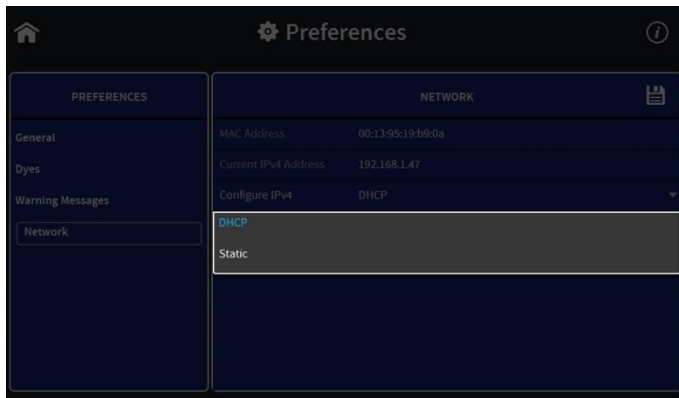 Preferences
PREFERENCES
General
Dyes
Warning Messages
Network
NETWORK
MAC Address 00:13:95:19:b9:0a
Current IPv4 Address 192.168.1.47
Configure IPv4 DHCP
DHCP
Static